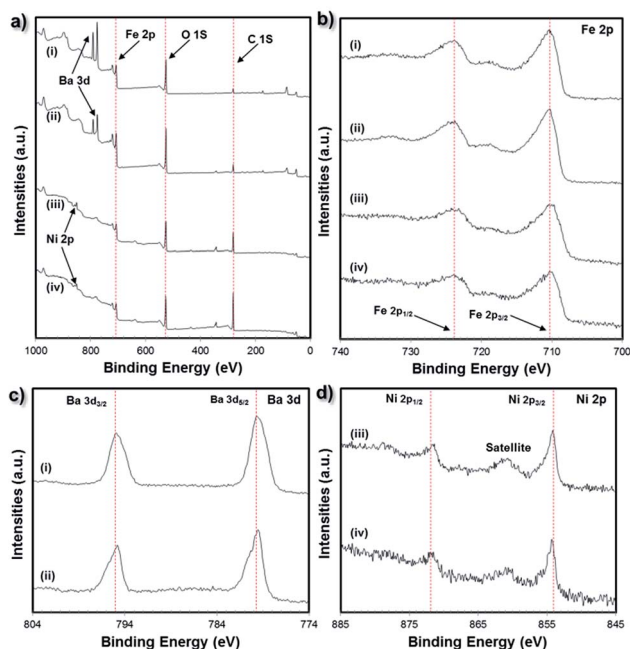 a)
Fe 2p
O 1S
C 1S
(i)
Ba 3d
(ii)
(iii)
Ni 2p
(iv)
Intensities (a.u.)
1000 800 600 400 200 0
Binding Energy (eV)
b)
Fe 2p
(i)
(ii)
(iii)
(iv)
Fe 2p1/2
Fe 2p3/2
Intensities (a.u.)
740 730 720 710 700
Binding Energy (eV)
c)
Ba 3d3/2
Ba 3d5/2
Ba 3d
(i)
(ii)
Intensities (a.u.)
804 794 784 774
Binding Energy (eV)
d)
Ni 2p1/2
Ni 2p3/2
Ni 2p
(iii)
Satellite
(iv)
Intensities (a.u.)
885 875 865 855 845
Binding Energy (eV)